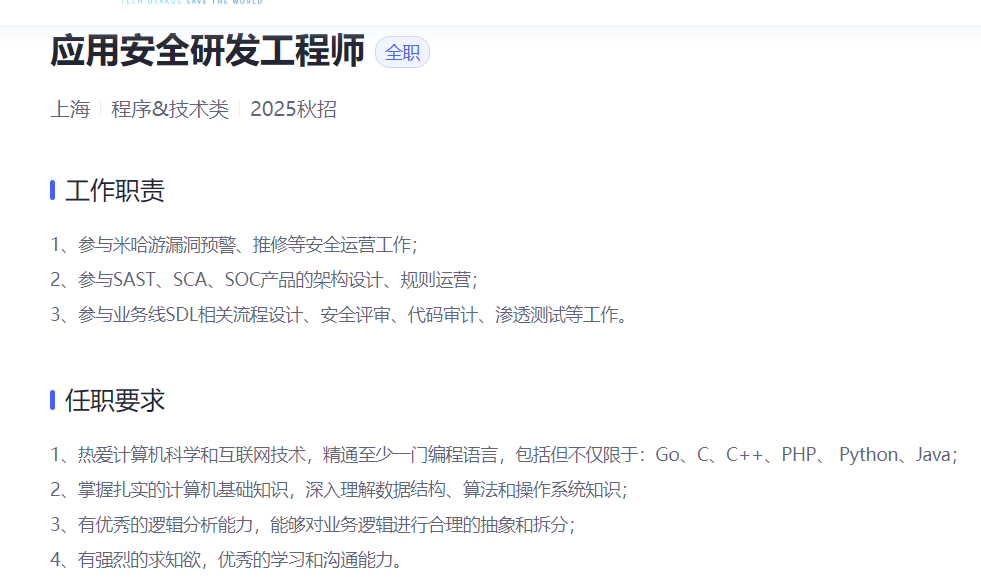 TECH OTAKUS SAVE THE WORLD
应用安全研发工程师 全职
上海 程序&技术类 2025秋招
工作职责
1、参与米哈游漏洞预警、推修等安全运营工作；
2、参与SAST、SCA、SOC产品的架构设计、规则运营；
3、参与业务线SDL相关流程设计、安全评审、代码审计、渗透测试等工作。
任职要求
1、热爱计算机科学和互联网技术，精通至少一门编程语言，包括但不仅限于：Go、C、C++、PHP、 Python、Java；
2、掌握扎实的计算机基础知识，深入理解数据结构、算法和操作系统知识；
3、有优秀的逻辑分析能力，能够对业务逻辑进行合理的抽象和拆分；
4、有强烈的求知欲，优秀的学习和沟通能力。